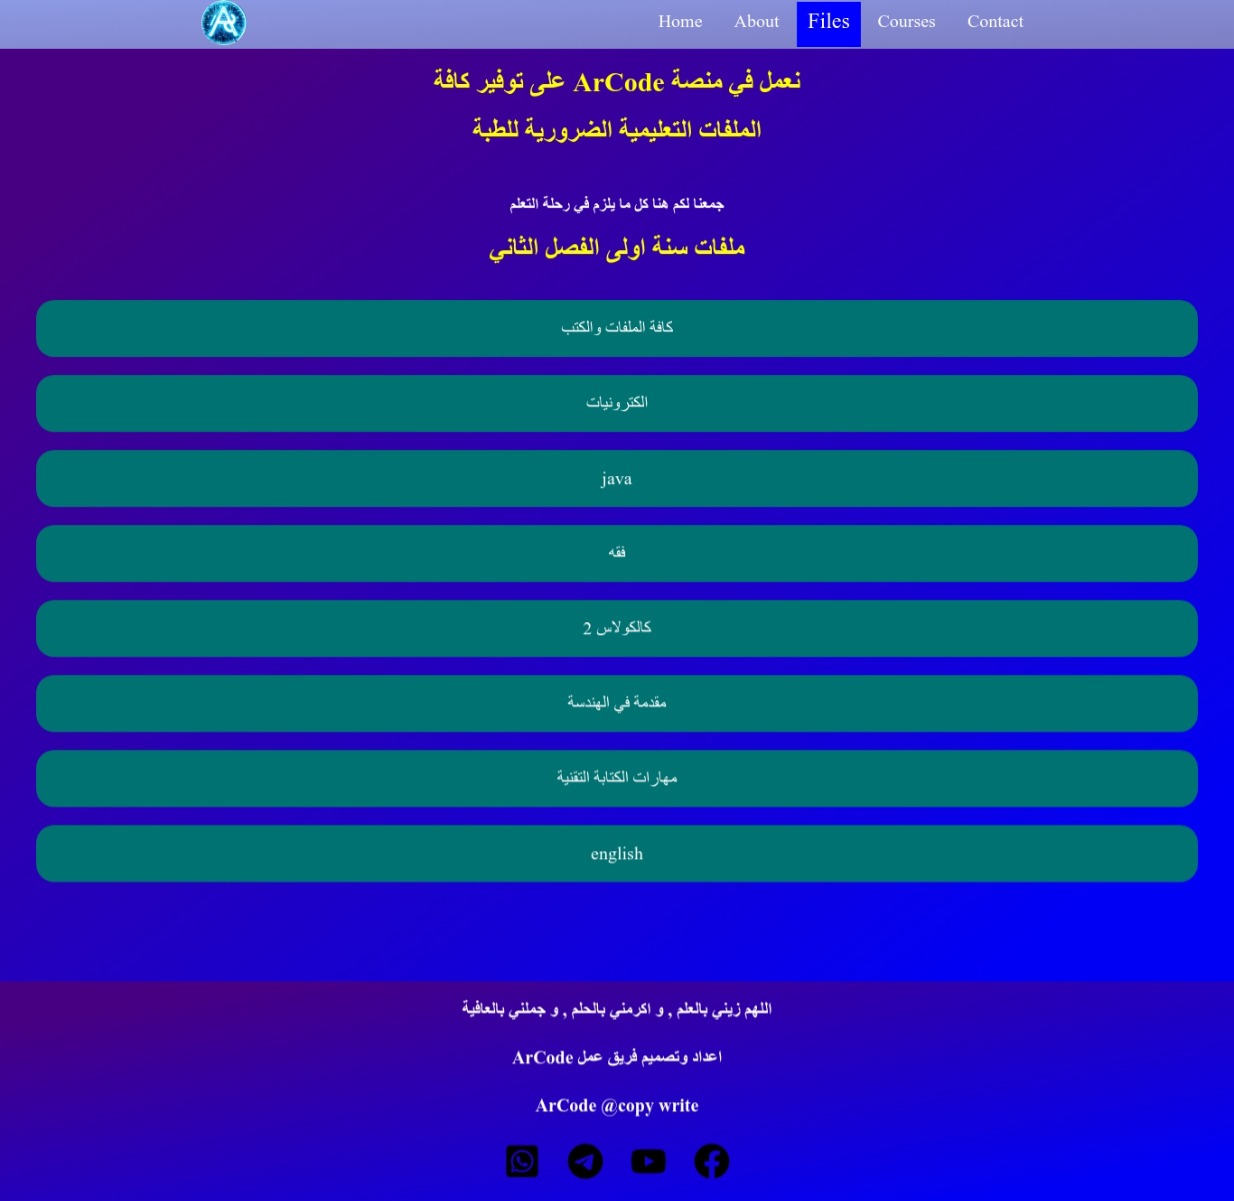 Home About Files Courses Contact
نعمل في منصة ArCode على توفير كافة
الملفات التعليمية الضرورية للطبة
جمعنا لكم هنا كل ما يلزم في رحلة التعلم
ملفات سنة اولى الفصل الثاني
كافة الملفات والكتب
الكترونيات
java
فقه
كالكولاس 2
مقدمة في الهندسة
مهارات الكتابة التقنية
english
اللهم زيني بالعلم , و اكرمني بالحلم , و جملني بالعافية
اعداد وتصميم فريق عمل ArCode
ArCode @copy write